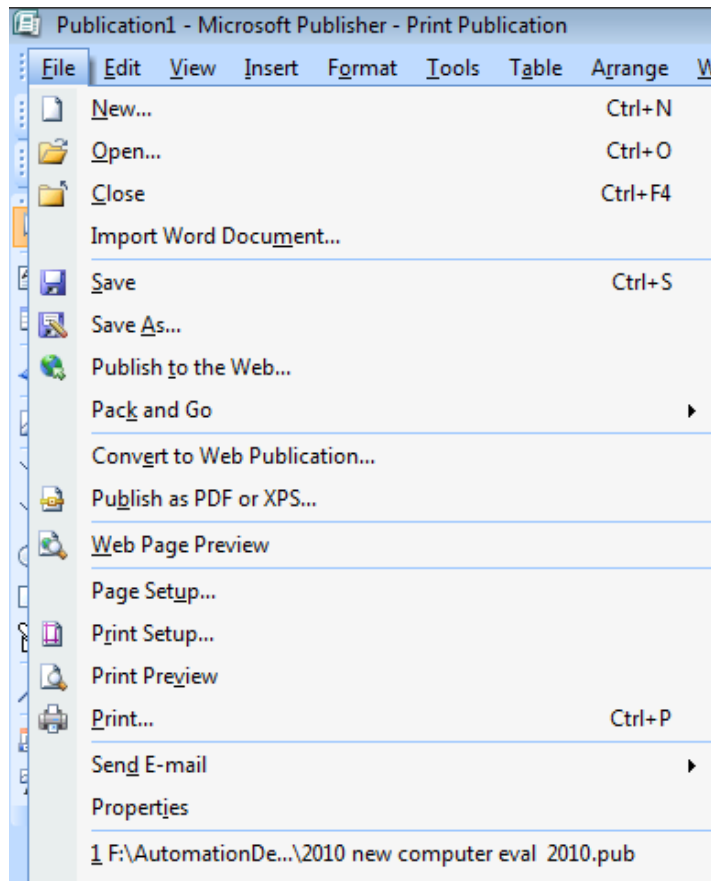 Publication1 - Microsoft Publisher - Print Publication
File Edit View Insert Format Tools Table Arrange W
New... Ctrl+N
Open... Ctrl+O
Close Ctrl+F4
Import Word Document...
Save Ctrl+S
Save As...
Publish to the Web...
Pack and Go
Convert to Web Publication...
Publish as PDF or XPS...
Web Page Preview
Page Setup...
Print Setup...
Print Preview
Print... Ctrl+P
Send E-mail
Properties
1 F:\AutomationDe...\2010 new computer eval 2010.pub